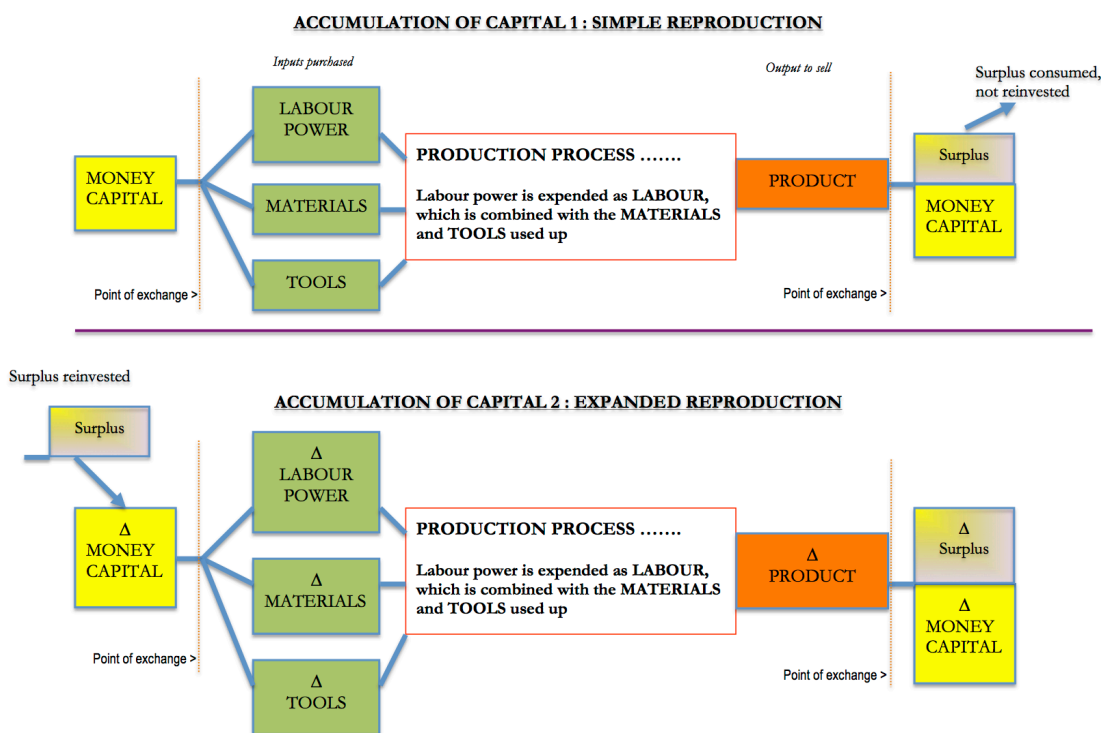 ACCUMULATION OF CAPITAL 1 : SIMPLE REPRODUCTION
Inputs purchased
Output to sell
Surplus consumed,
not reinvested
LABOUR
POWER
MONEY
CAPITAL
MATERIALS
TOOLS
PRODUCTION PROCESS .......
Labour power is expended as LABOUR,
which is combined with the MATERIALS
and TOOLS used up
PRODUCT
Surplus
MONEY
CAPITAL
Point of exchange >
Point of exchange >
Surplus reinvested
ACCUMULATION OF CAPITAL 2 : EXPANDED REPRODUCTION
Surplus
Δ
MONEY
CAPITAL
Δ
LABOUR
POWER
Δ
MATERIALS
Δ
TOOLS
PRODUCTION PROCESS .......
Labour power is expended as LABOUR,
which is combined with the MATERIALS
and TOOLS used up
Δ
PRODUCT
Δ
Surplus
Δ
MONEY
CAPITAL
Point of exchange >
Point of exchange >